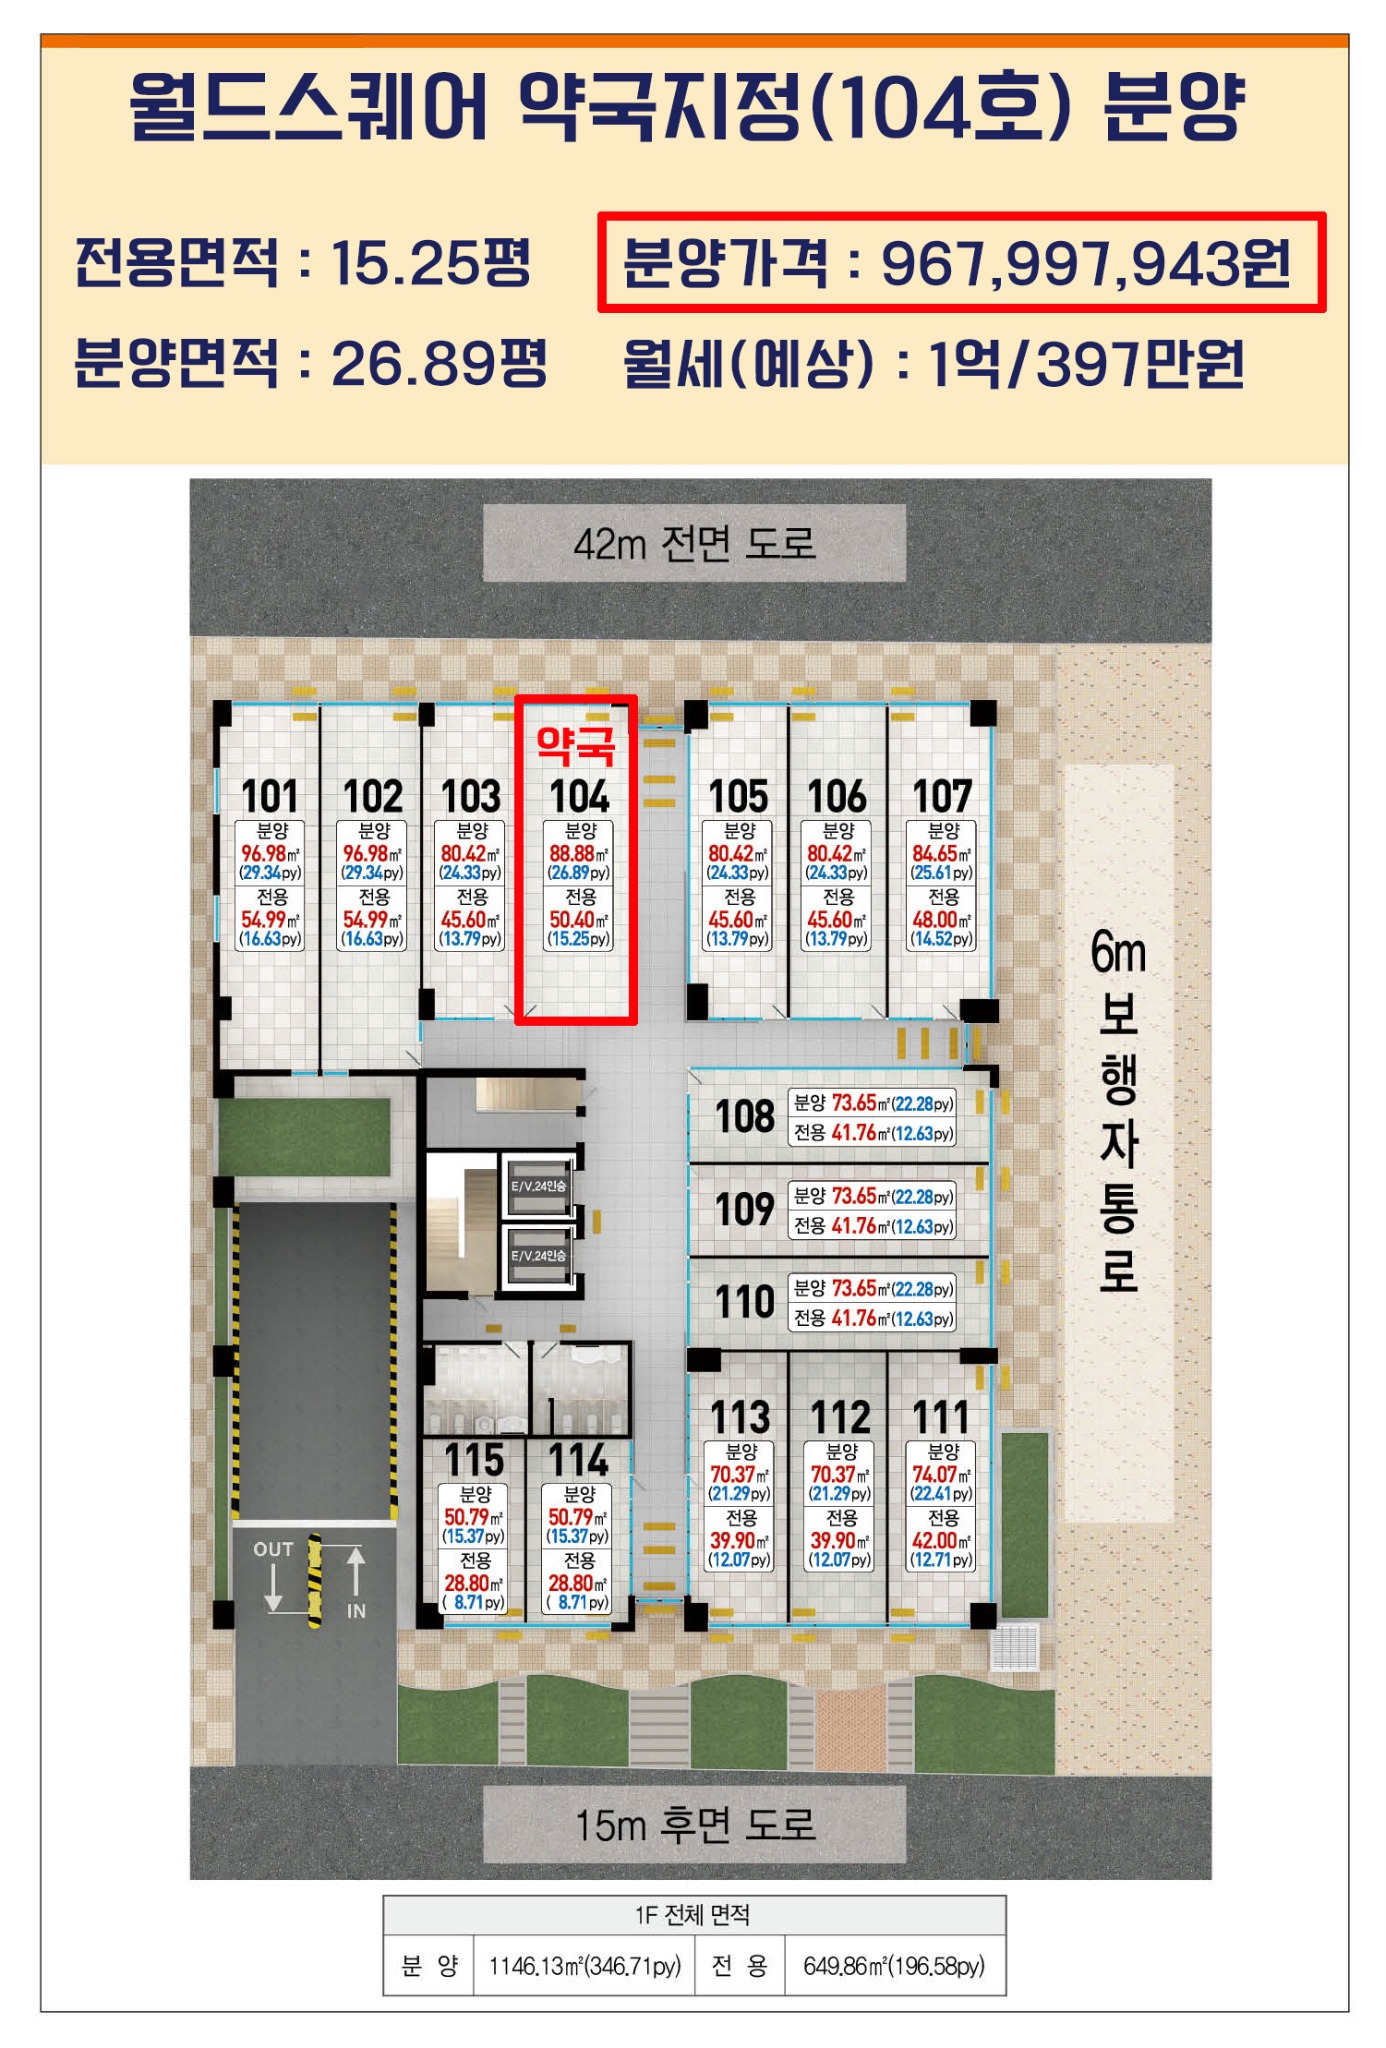 월드스퀘어 약국지정(104호) 분양
전용면적 : 15.25평
분양가격 : 967,997,943원
분양면적 : 26.89평
월세(예상) : 1억/397만원
42m 전면 도로
약국
101
분양
96.98㎡
(29.34py)
전용
54.99㎡
(16.63py)
102
분양
96.98㎡
(29.34py)
전용
54.99㎡
(16.63py)
103
분양
80.42㎡
(24.33py)
전용
45.60㎡
(13.79py)
104
분양
88.88㎡
(26.89py)
전용
50.40㎡
(15.25py)
105
분양
80.42㎡
(24.33py)
전용
45.60㎡
(13.79py)
106
분양
80.42㎡
(24.33py)
전용
45.60㎡
(13.79py)
107
분양
84.65㎡
(25.61py)
전용
48.00㎡
(14.52py)
6m 보행자통로
108
분양 73.65㎡(22.28py)
전용 41.76㎡(12.63py)
E/V.24인승
109
분양 73.65㎡(22.28py)
전용 41.76㎡(12.63py)
E/V.24인승
110
분양 73.65㎡(22.28py)
전용 41.76㎡(12.63py)
113
분양
70.37㎡
(21.29py)
전용
39.90㎡
(12.07py)
112
분양
70.37㎡
(21.29py)
전용
39.90㎡
(12.07py)
111
분양
74.07㎡
(22.41py)
전용
42.00㎡
(12.71py)
115
분양
50.79㎡
(15.37py)
전용
28.80㎡
( 8.71py)
114
분양
50.79㎡
(15.37py)
전용
28.80㎡
( 8.71py)
OUT
IN
15m 후면 도로
1F 전체 면적
분 양 1146.13㎡(346.71py) 전 용 649.86㎡(196.58py)